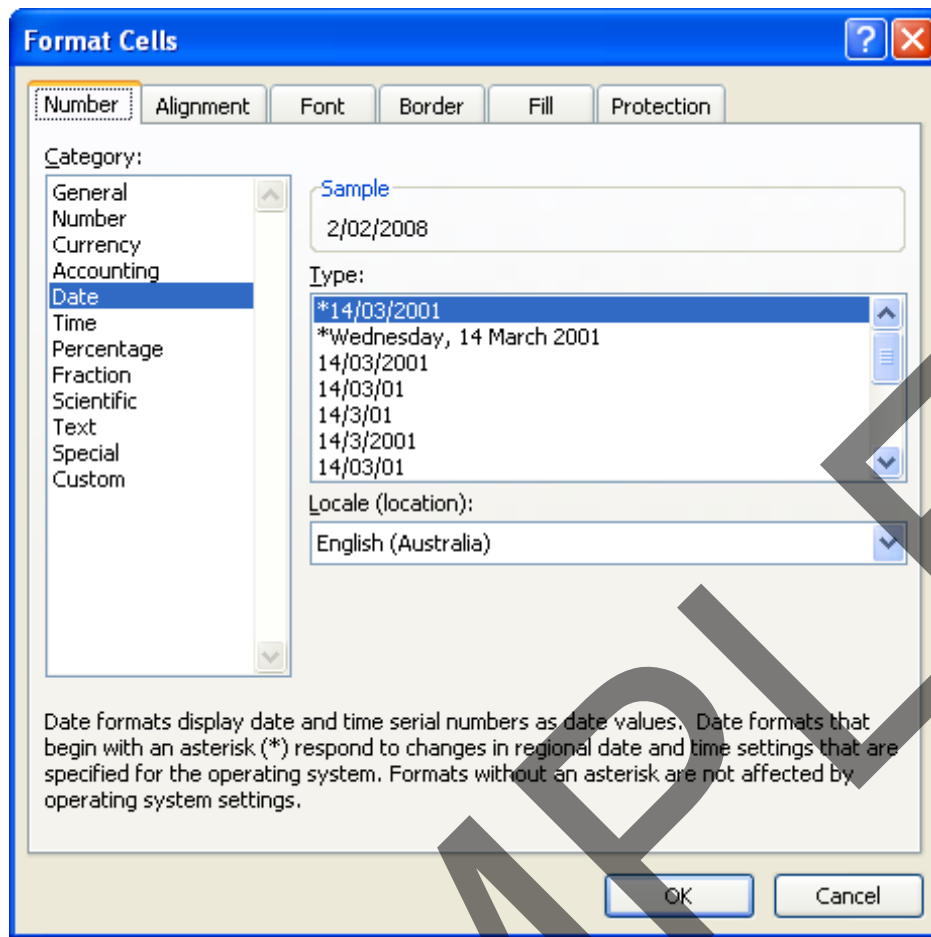 Format Cells
Number Alignment Font Border Fill Protection
Category:
General
Number
Currency
Accounting
Date
Time
Percentage
Fraction
Scientific
Text
Special
Custom
Sample
2/02/2008
Type:
*14/03/2001
*Wednesday, 14 March 2001
14/03/2001
14/03/01
14/3/01
14/3/2001
14/03/01
Locale (location):
English (Australia)
Date formats display date and time serial numbers as date values. Date formats that
begin with an asterisk (*) respond to changes in regional date and time settings that are
specified for the operating system. Formats without an asterisk are not affected by
operating system settings.
OK Cancel
MPLE